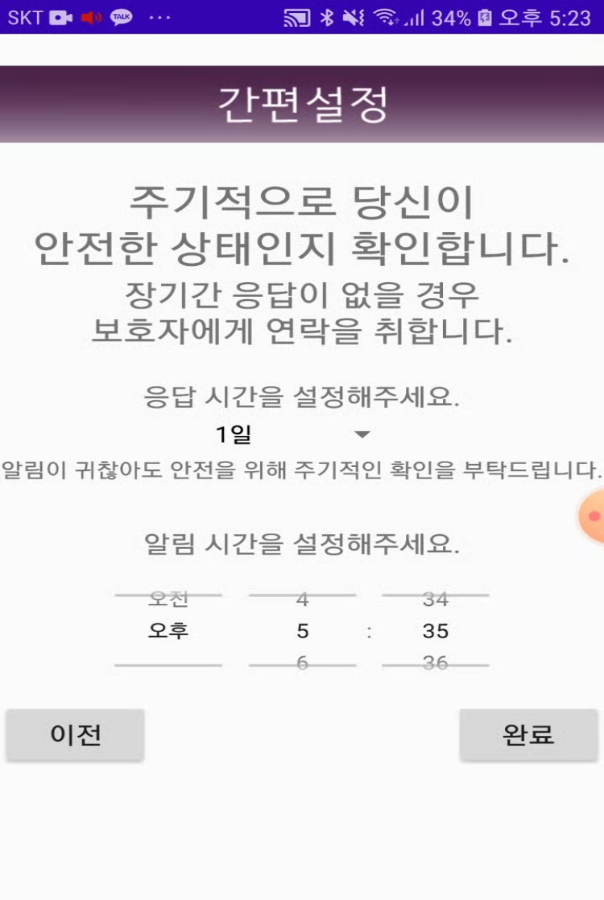 SKT TALK ... 34% 오후 5:23
간편설정
주기적으로 당신이
안전한 상태인지 확인합니다.
장기간 응답이 없을 경우
보호자에게 연락을 취합니다.
응답 시간을 설정해주세요.
1일
알림이 귀찮아도 안전을 위해 주기적인 확인을 부탁드립니다.
알림 시간을 설정해주세요.
오전 4 34
오후 5 : 35
6 36
이전 완료